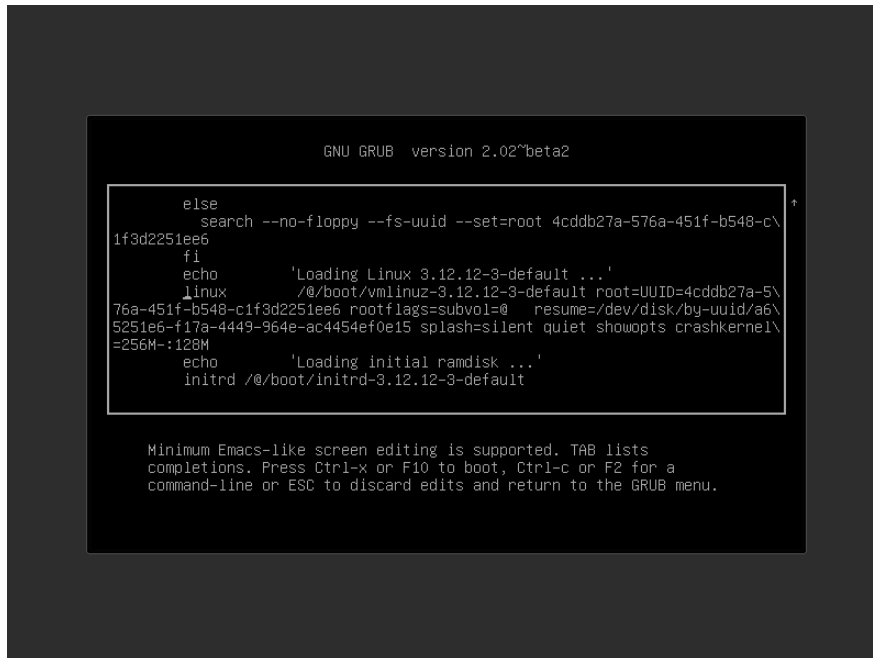 GNU GRUB  version 2.02~beta2
else
search --no-floppy --fs-uuid --set=root 4cddb27a-576a-451f-b548-c\
1f3d2251ee6
fi
echo        'Loading Linux 3.12.12-3-default ...'
linux        /@/boot/vmlinuz-3.12.12-3-default root=UUID=4cddb27a-5\
76a-451f-b548-c1f3d2251ee6 rootflags=subvol=@   resume=/dev/disk/by-uuid/a6\
5251e6-f17a-4449-964e-ac4454ef0e15 splash=silent quiet showopts crashkernel\
=256M-:128M
echo        'Loading initial ramdisk ...'
initrd /@/boot/initrd-3.12.12-3-default
Minimum Emacs-like screen editing is supported. TAB lists
completions. Press Ctrl-x or F10 to boot, Ctrl-c or F2 for a
command-line or ESC to discard edits and return to the GRUB menu.